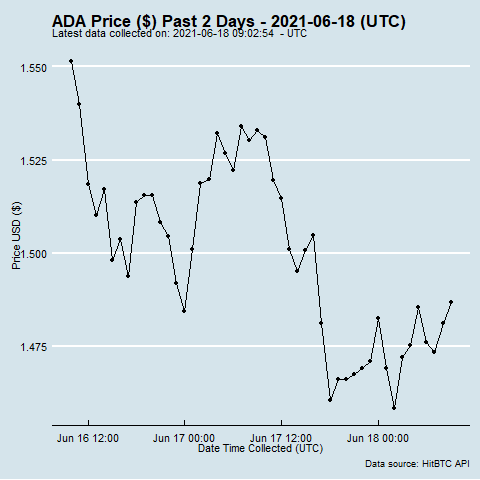 ADA Price ($) Past 2 Days - 2021-06-18 (UTC)
Latest data collected on: 2021-06-18 09:02:54 - UTC
1.550
1.525
1.500
1.475
Price USD ($)
Jun 16 12:00 Jun 17 00:00 Jun 17 12:00 Jun 18 00:00
Date Time Collected (UTC)
Data source: HitBTC API